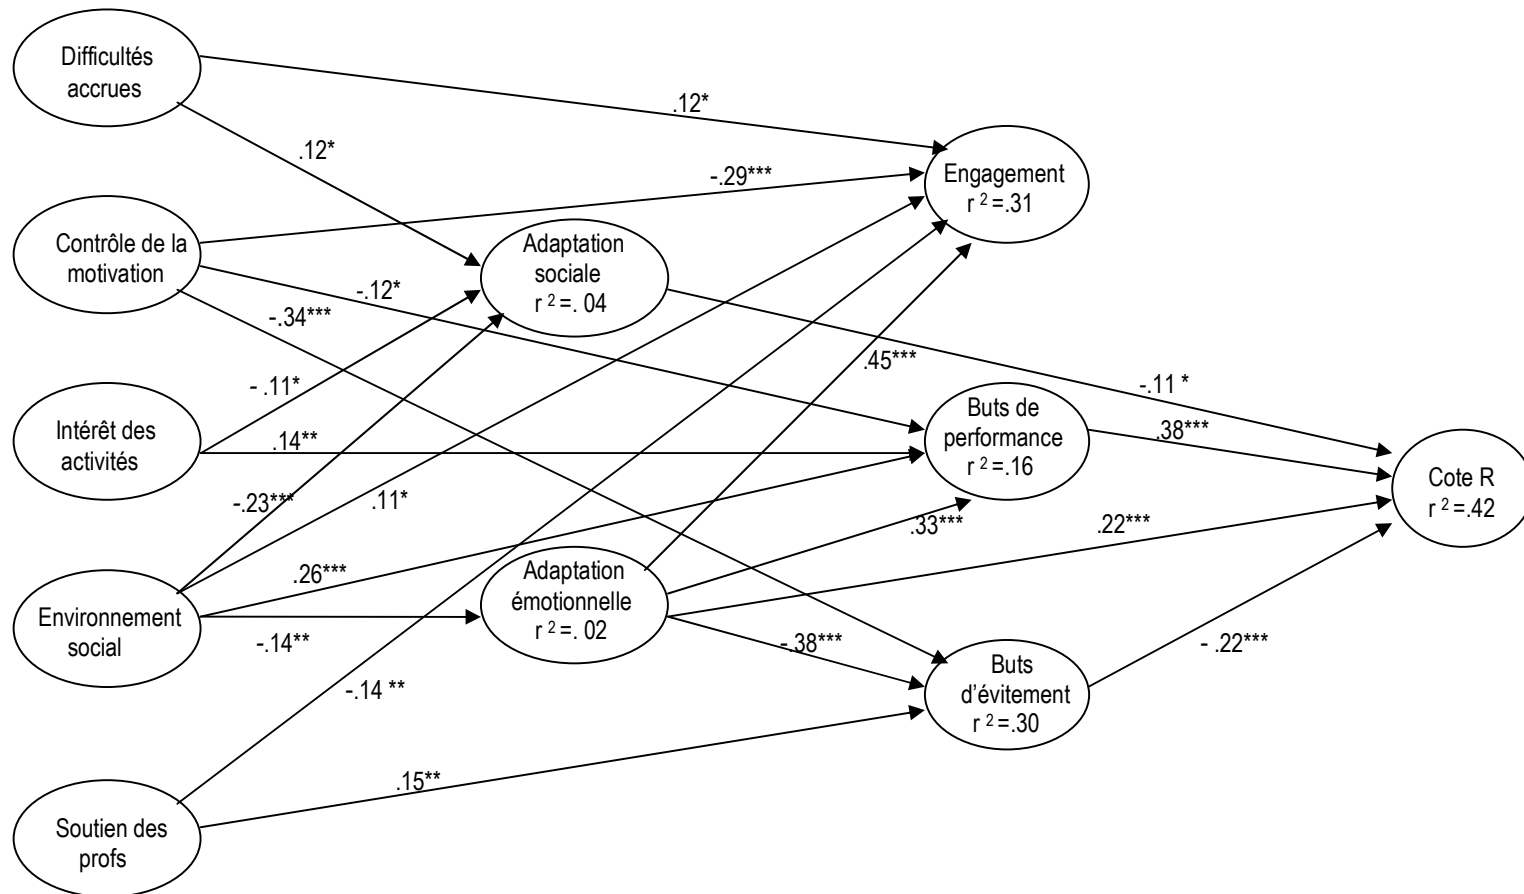 Difficultés
accrues
.12*
.12*
Engagement
r ² =.31
-.29***
Contrôle de la
motivation
Adaptation
sociale
r ² =. 04
-.12*
-.34***
.45***
-.11 *
- .11*
Intérêt des
activités
.14**
Buts de
performance
r ² =.16
.38***
Cote R
r ² =.42
-.23***
.11*
.33***
.22***
.26***
Adaptation
émotionnelle
r ² =. 02
Environnement
social
-.14**
-.38***
- .22***
-.14 **
Buts
d'évitement
r ² =.30
.15**
Soutien des
profs